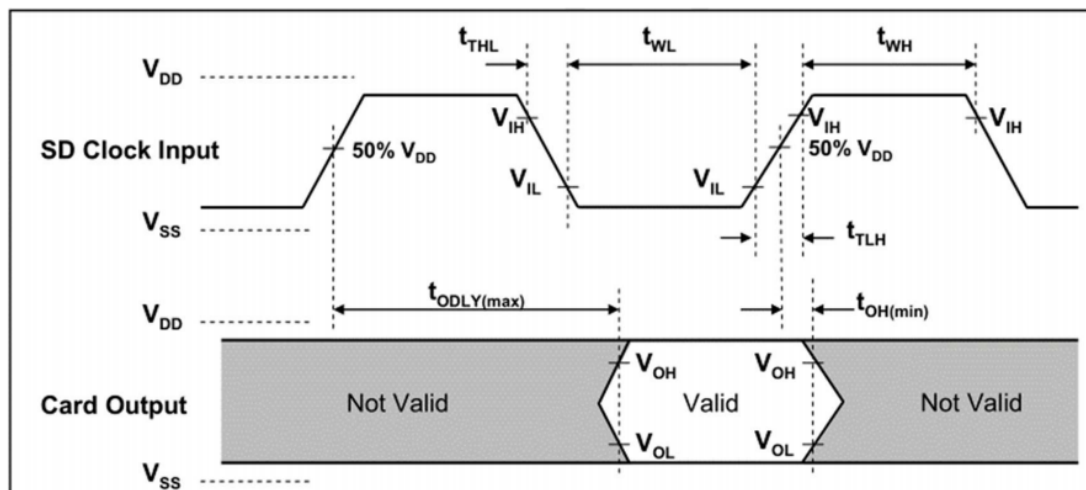 tTHL tWL tWH
VDD
VIH VIH VIH
SD Clock Input 50% VDD 50% VDD
VIL VIL
VSS
tTLH
tODLY(max)
VDD
tOH(min)
VOH VOH
Card Output Not Valid Valid Not Valid
VOL VOL
VSS